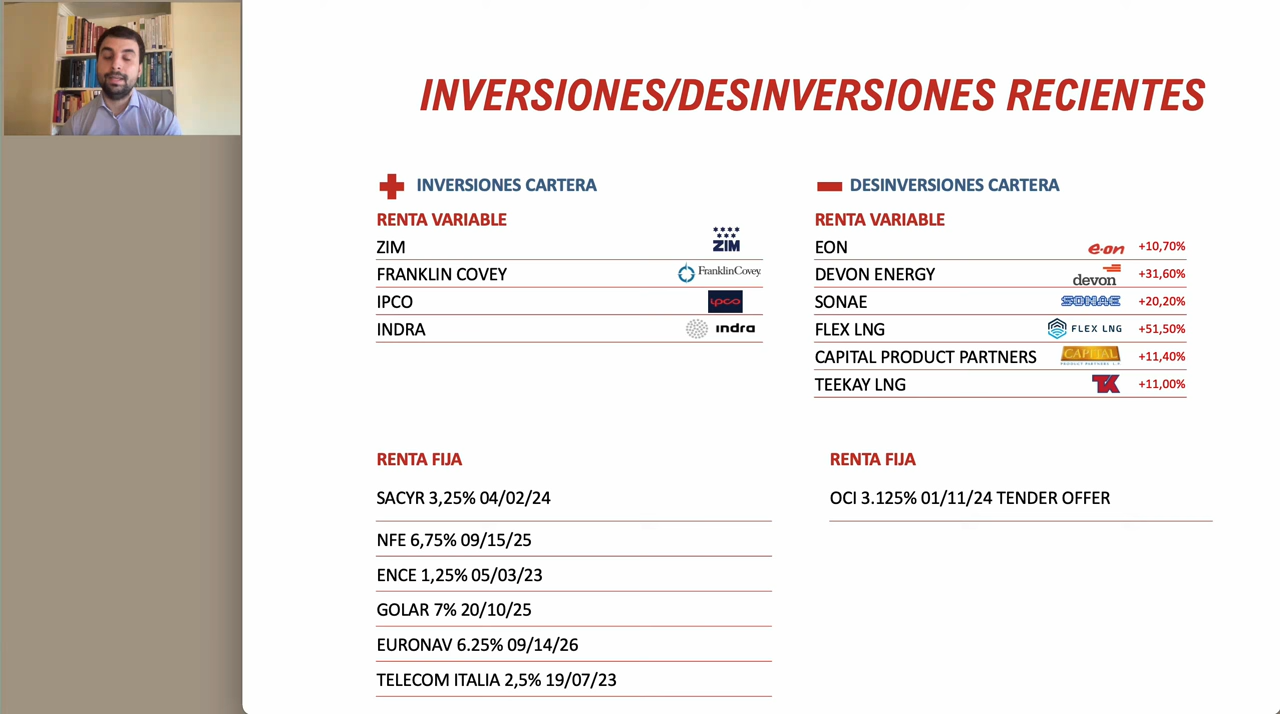 INVERSIONES/DESINVERSIONES RECIENTES
INVERSIONES CARTERA
RENTA VARIABLE
ZIM ZIM
FRANKLIN COVEY FranklinCovey
IPCO ipco
INDRA indra
RENTA FIJA
SACYR 3,25% 04/02/24
NFE 6,75% 09/15/25
ENCE 1,25% 05/03/23
GOLAR 7% 20/10/25
EURONAV 6.25% 09/14/26
TELECOM ITALIA 2,5% 19/07/23
DESINVERSIONES CARTERA
RENTA VARIABLE
EON e·on +10,70%
DEVON ENERGY devon +31,60%
SONAE SONAE +20,20%
FLEX LNG FLEX LNG +51,50%
CAPITAL PRODUCT PARTNERS CAPITAL PRODUCT PARTNERS L.P. +11,40%
TEEKAY LNG TK +11,00%
RENTA FIJA
OCI 3.125% 01/11/24 TENDER OFFER